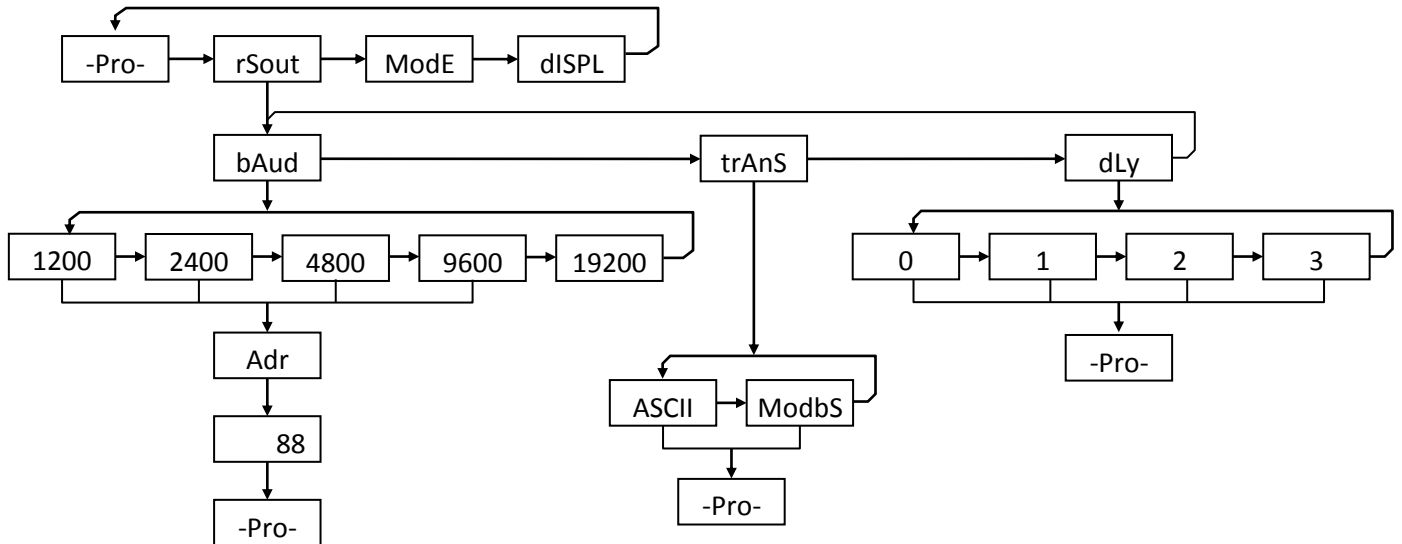 -Pro- rSout ModE dISPL
bAud trAnS dLy
1200 2400 4800 9600 19200 0 1 2 3
Adr -Pro-
ASCII ModbS
88
-Pro-
-Pro-